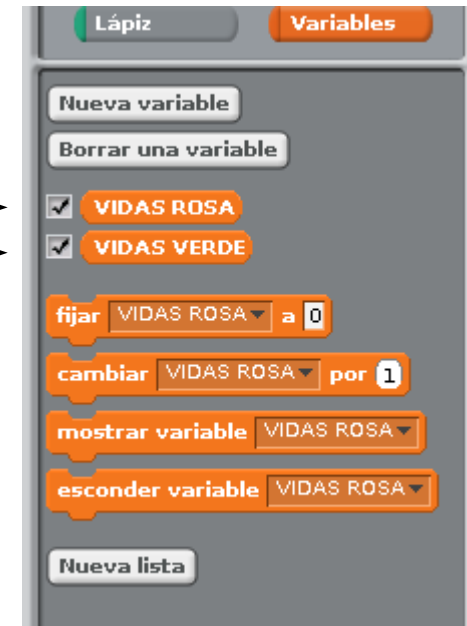 Lápiz Variables
Nueva variable
Borrar una variable
VIDAS ROSA
VIDAS VERDE
fijar VIDAS ROSA a 0
cambiar VIDAS ROSA por 1
mostrar variable VIDAS ROSA
esconder variable VIDAS ROSA
Nueva lista